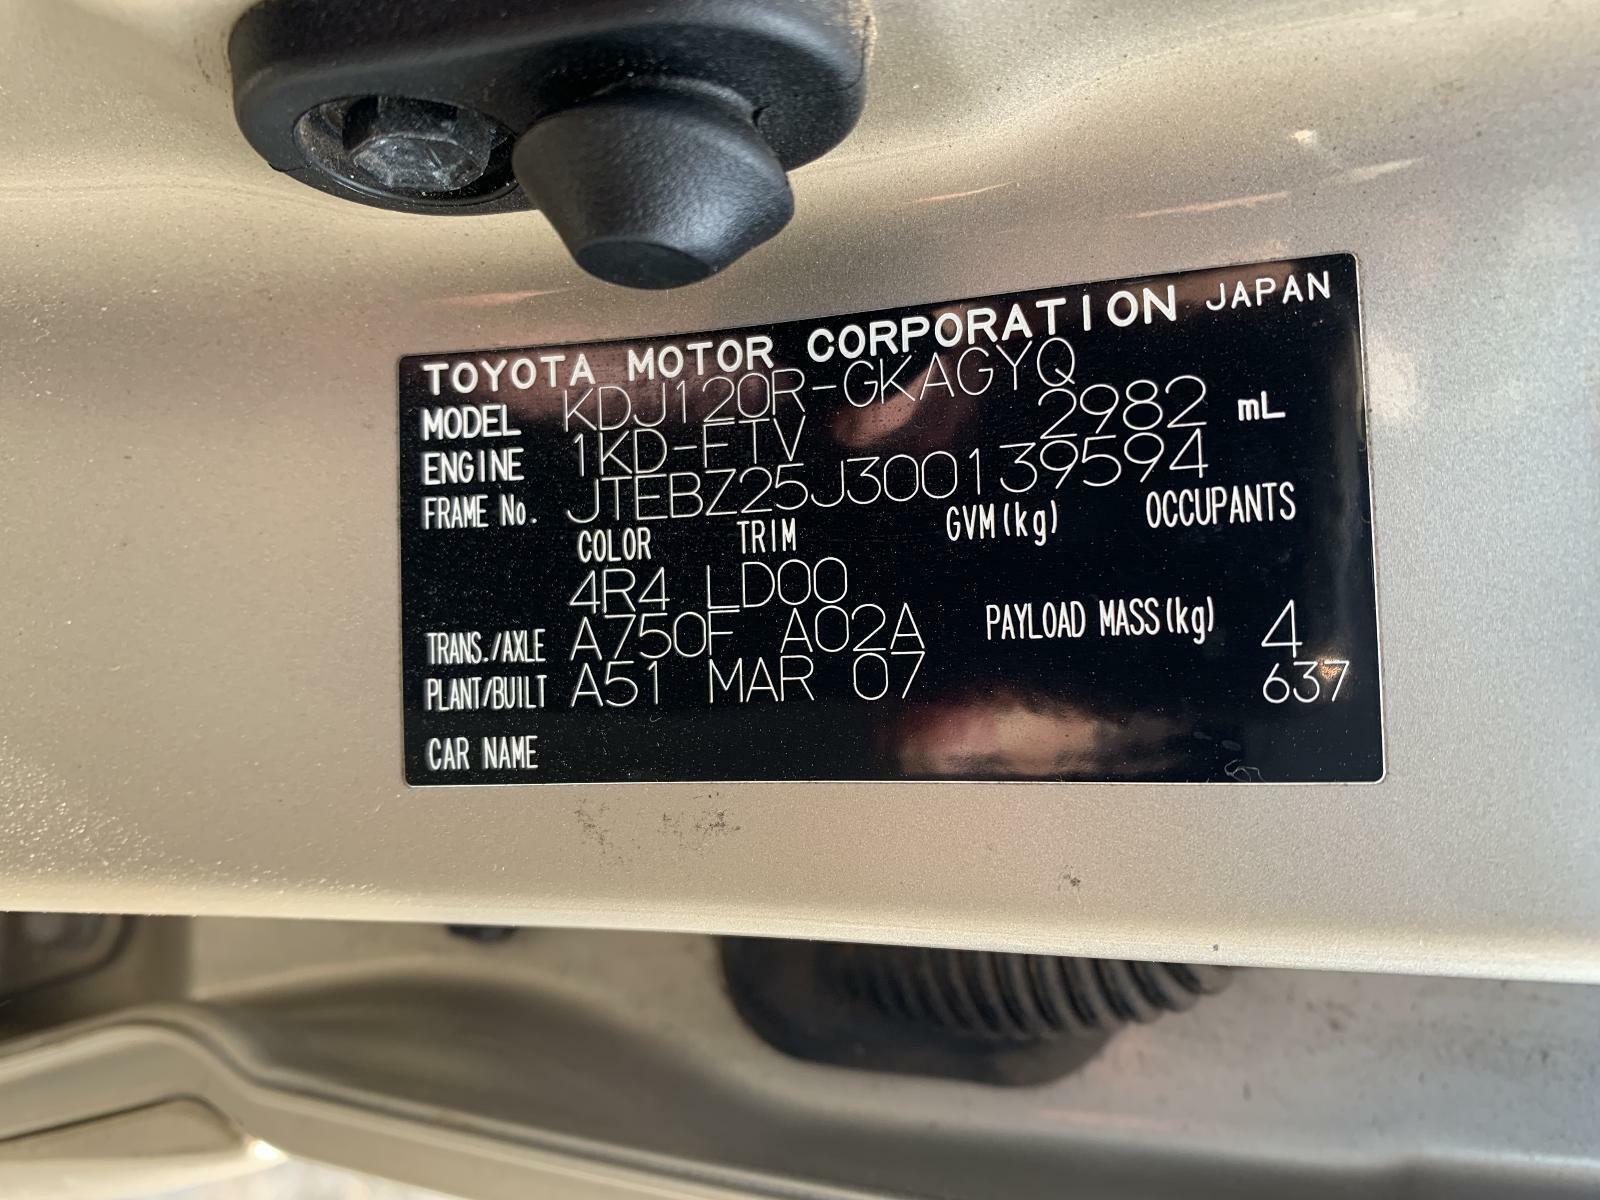 TOYOTA MOTOR CORPORATION JAPAN
MODEL KDJ120R-GKAGYQ
ENGINE 1KD-FTV 2982 mL
FRAME No. JTEBZ25J300139594
COLOR TRIM GVM(kg) OCCUPANTS
4R4 LD00
TRANS./AXLE A750F A02A PAYLOAD MASS(kg) 4
PLANT/BUILT A51 MAR 07 637
CAR NAME